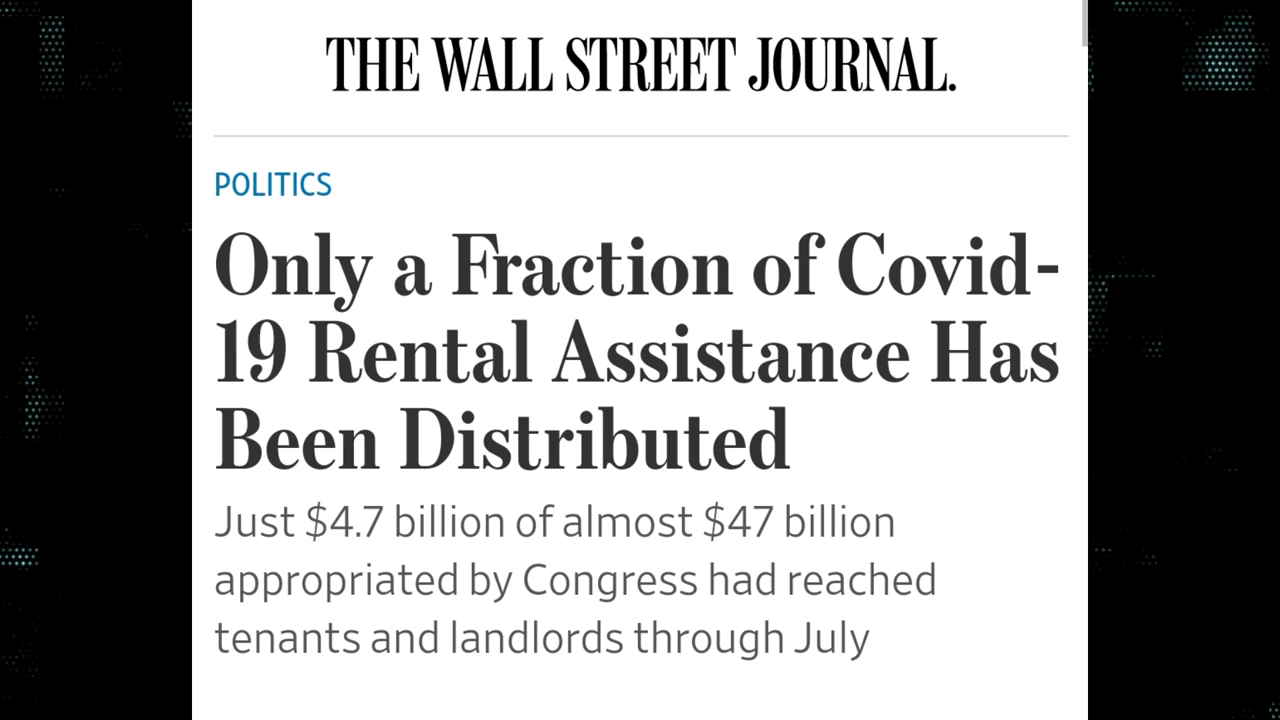 THE WALL STREET JOURNAL.
POLITICS
Only a Fraction of Covid-
19 Rental Assistance Has
Been Distributed
Just $4.7 billion of almost $47 billion
appropriated by Congress had reached
tenants and landlords through July